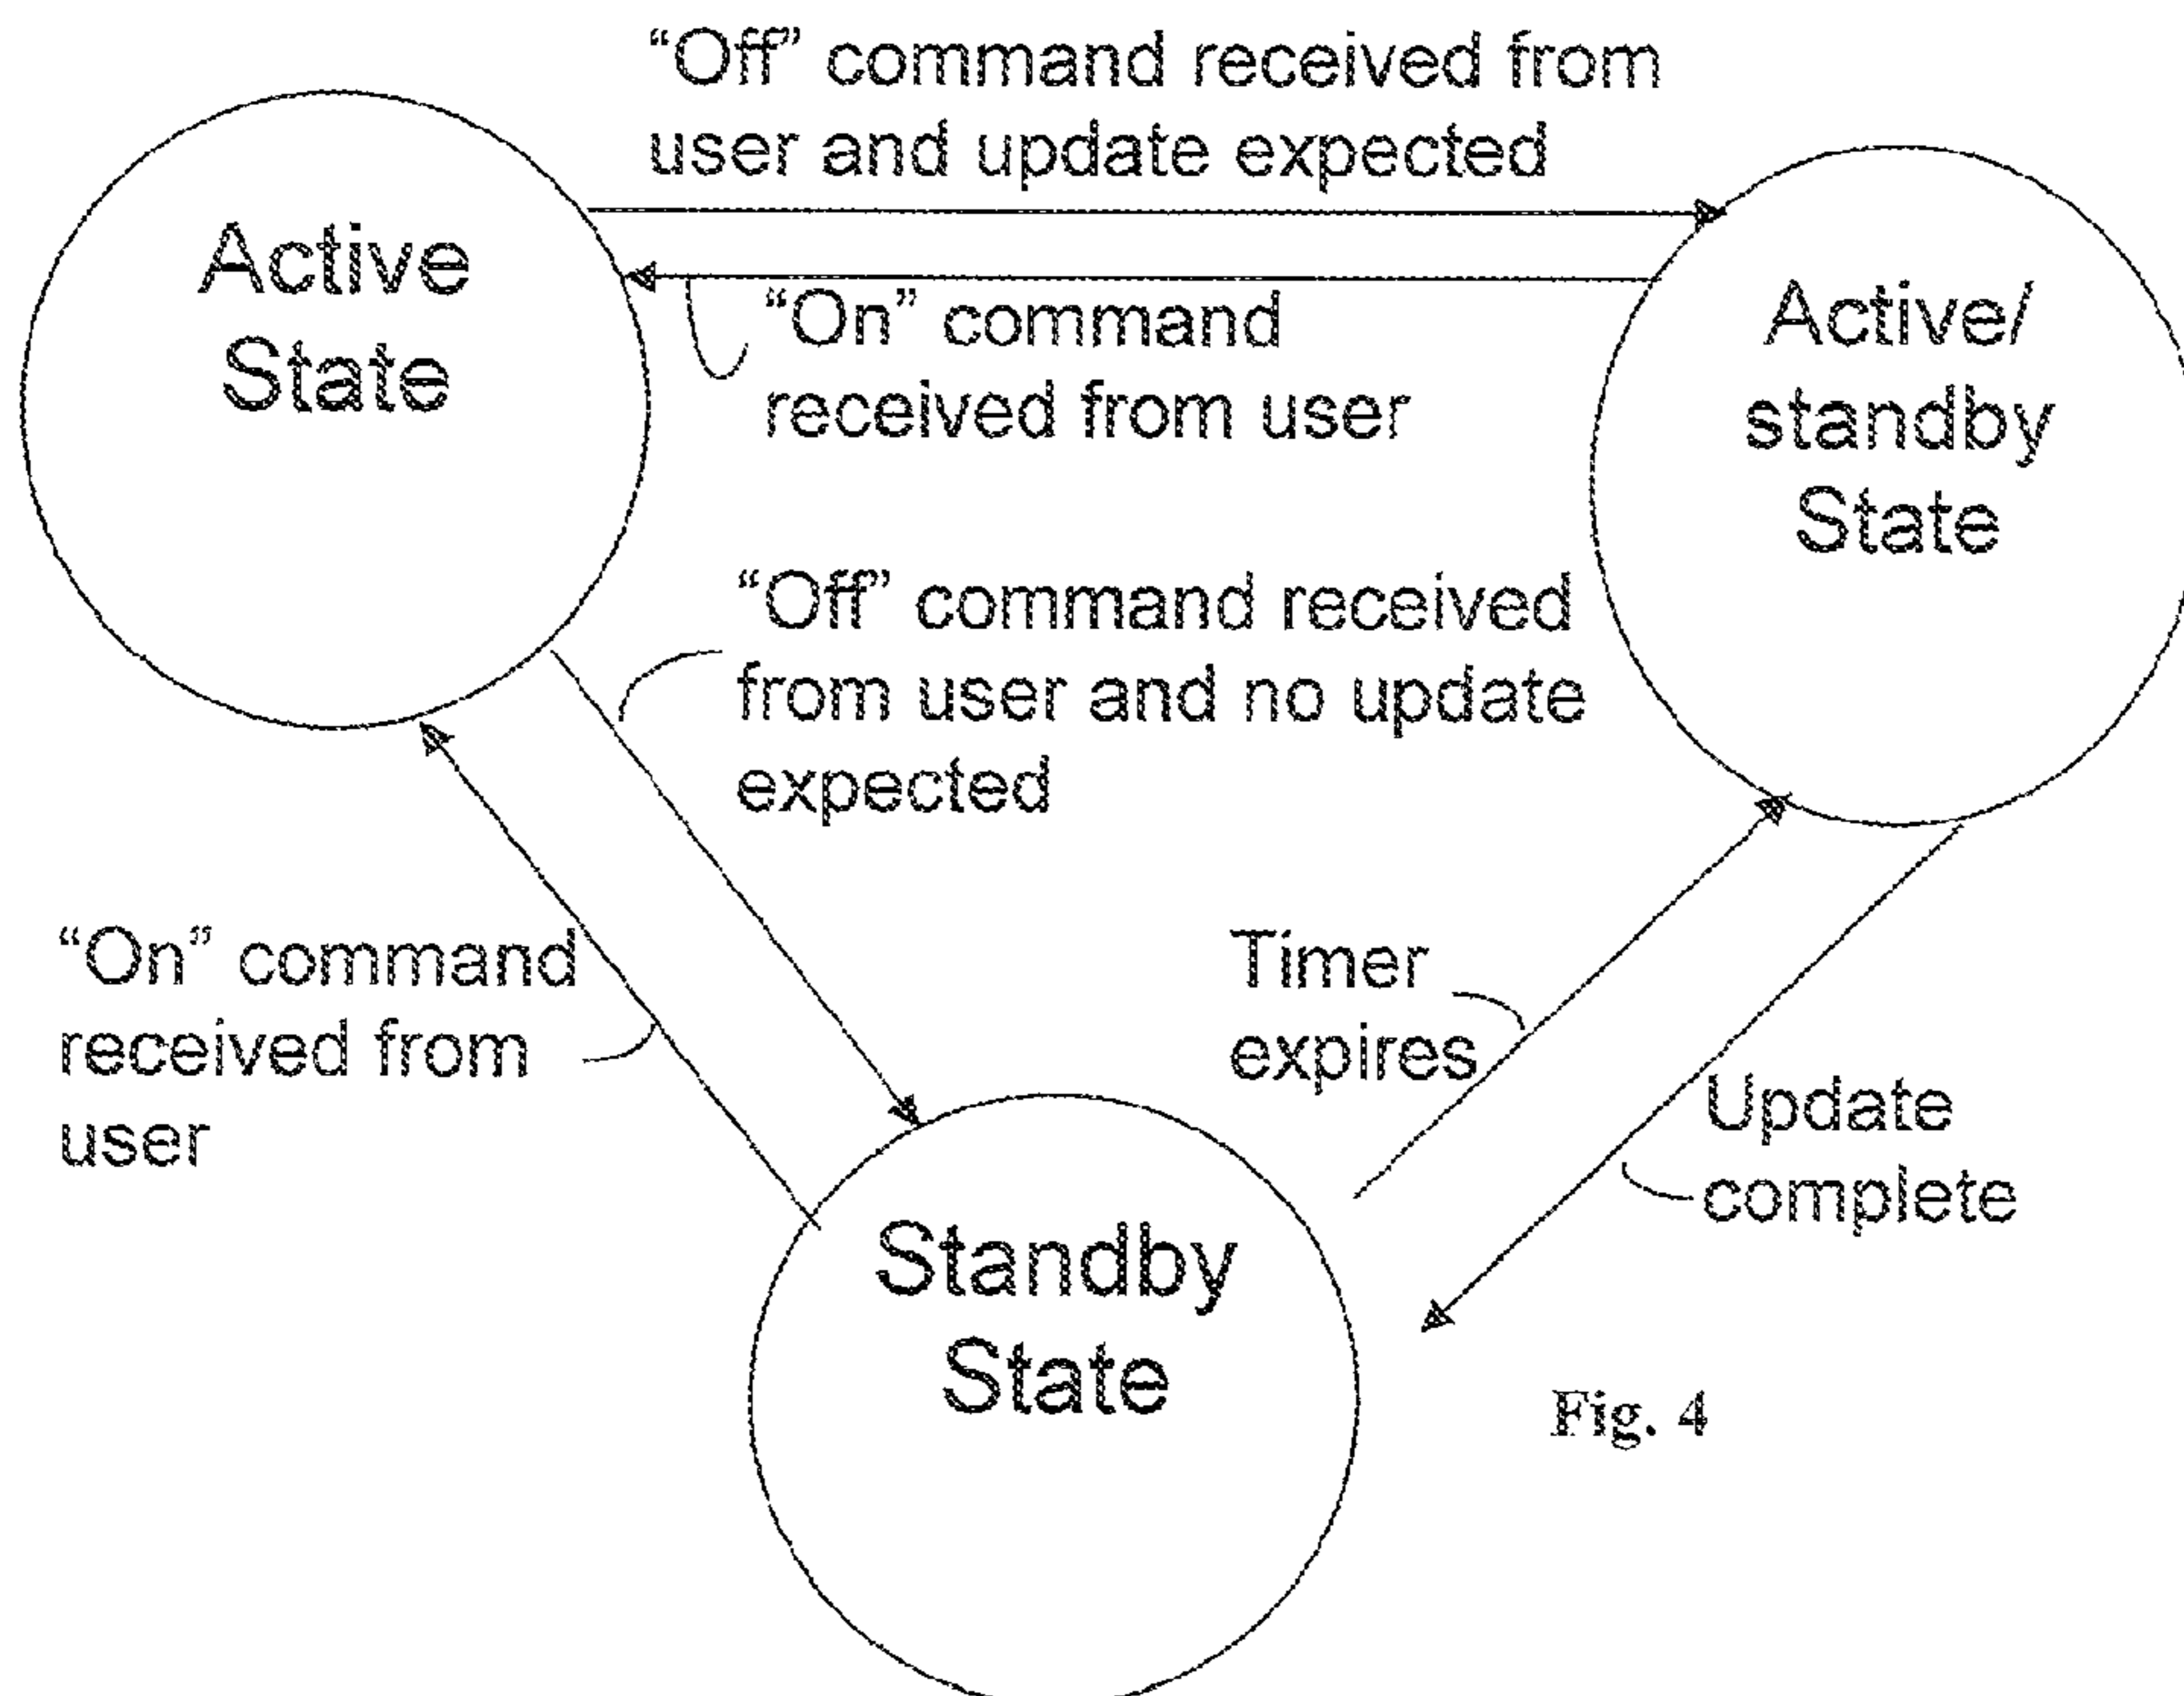 “Off” command received from
user and update expected
Active
State
“On” command
received from user
Active/
standby
State
“Off” command received
from user and no update
expected
“On” command
received from
user
Timer
expires
Update
complete
Standby
State
Fig. 4